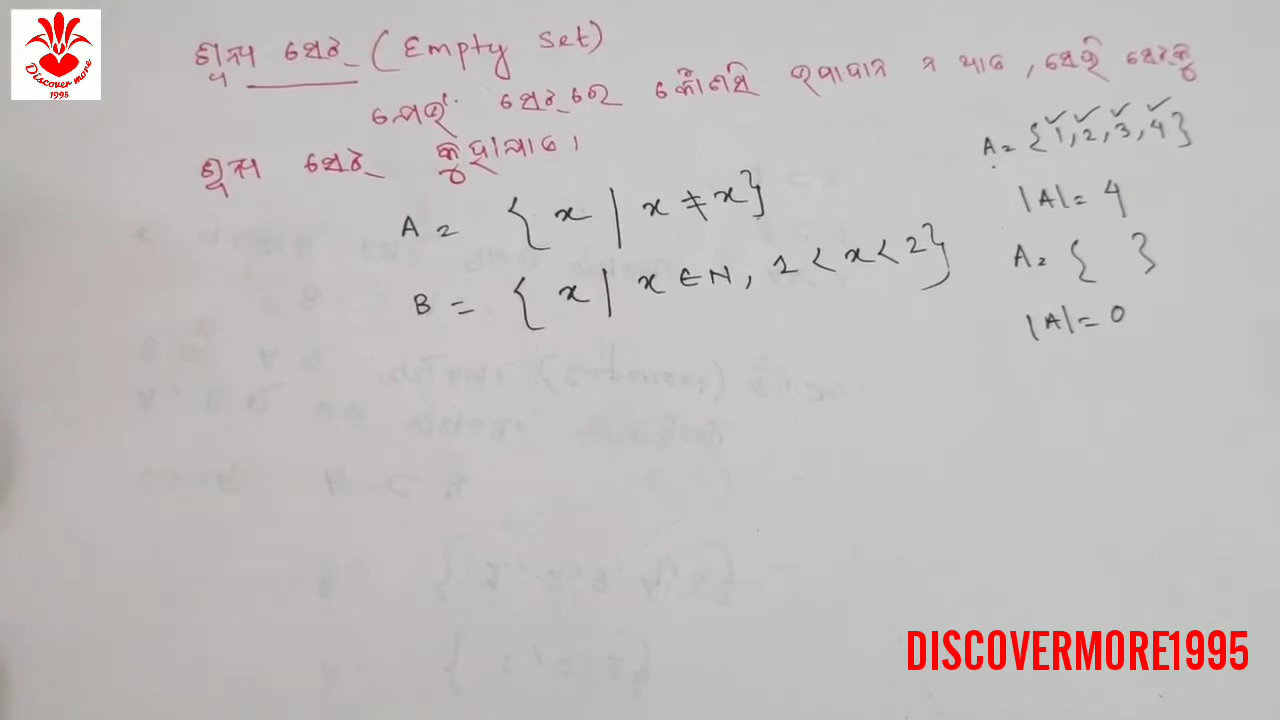 Discover more
1995
ଶୂନ୍ୟ ସେଟ୍ (Empty set)
ଯେଉଁ ସେଟ୍‌ରେ କୌଣସି ଉପାଦାନ ନ ଥାଏ, ସେହି ସେଟ୍‌କୁ
ଶୂନ୍ୟ ସେଟ୍ କୁହାଯାଏ।
A = { x | x ≠ x}
B = { x | x ∈ N, 1 < x < 2}
A = {1, 2, 3, 4}
|A| = 4
A = { }
|A| = 0
DISCOVERMORE1995